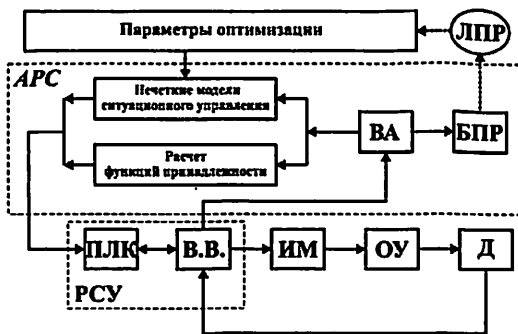 Параметры оптимизации
ЛПР
АРС
Нечеткие модели
ситуационного управления
Расчет
функций принадлежности
ВА
БПР
ПЛК
В.В.
ИМ
ОУ
Д
РСУ